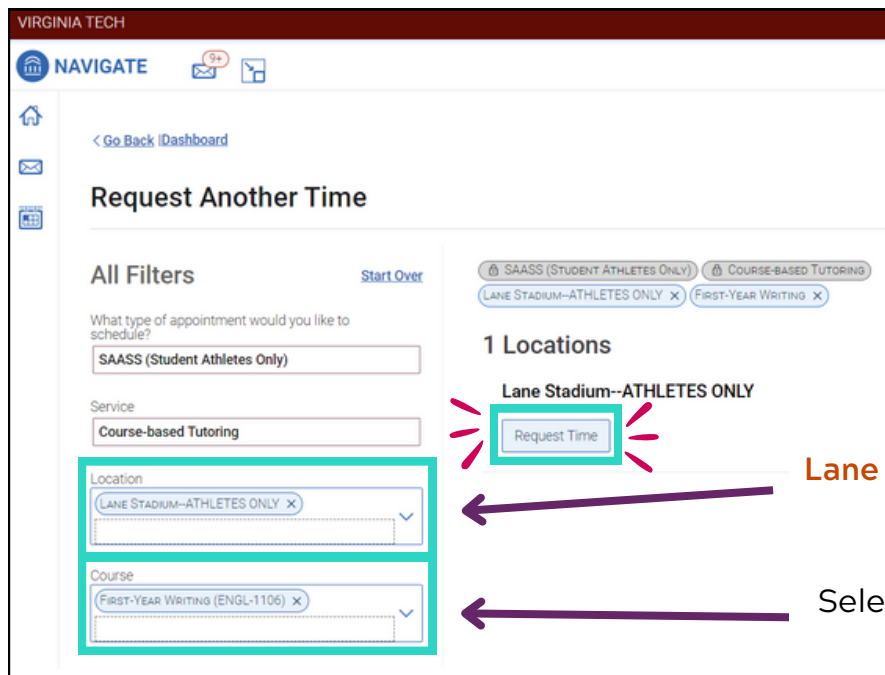 VIRGINIA TECH
NAVIGATE
9+
< Go Back |Dashboard
Request Another Time
All Filters
Start Over
What type of appointment would you like to
schedule?
SAASS (Student Athletes Only)
Service
Course-based Tutoring
Location
LANE STADIUM--ATHLETES ONLY X
Course
FIRST-YEAR WRITING (ENGL-1106) X
SAASS (STUDENT ATHLETES ONLY) COURSE-BASED TUTORING
LANE STADIUM--ATHLETES ONLY X FIRST-YEAR WRITING X
1 Locations
Lane Stadium--ATHLETES ONLY
Request Time
Lane
Sele